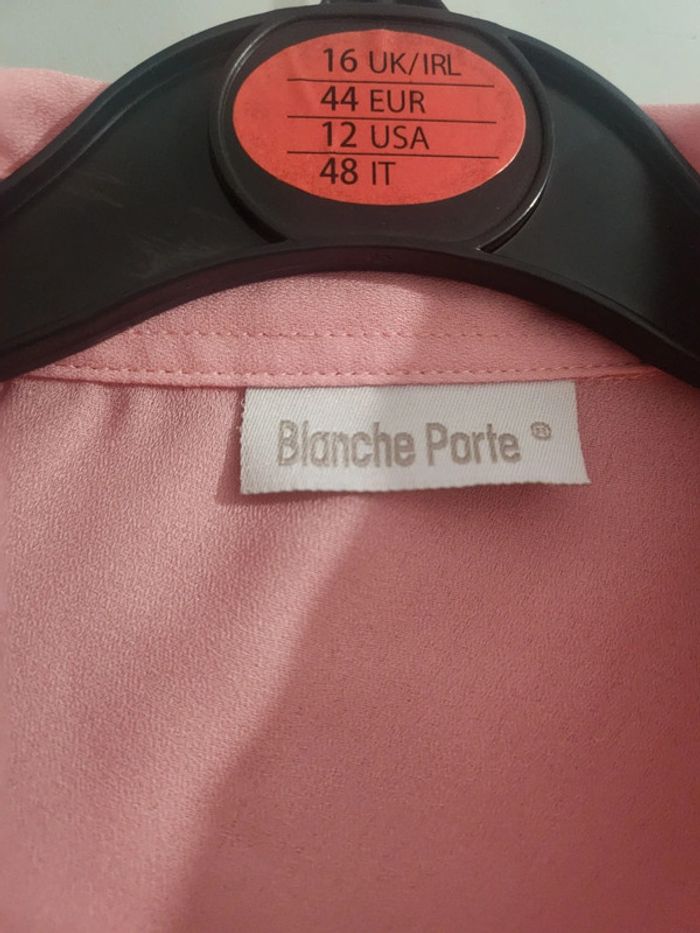 16 UK/IRL
44 EUR
12 USA
48 IT
Blanche Porte ®